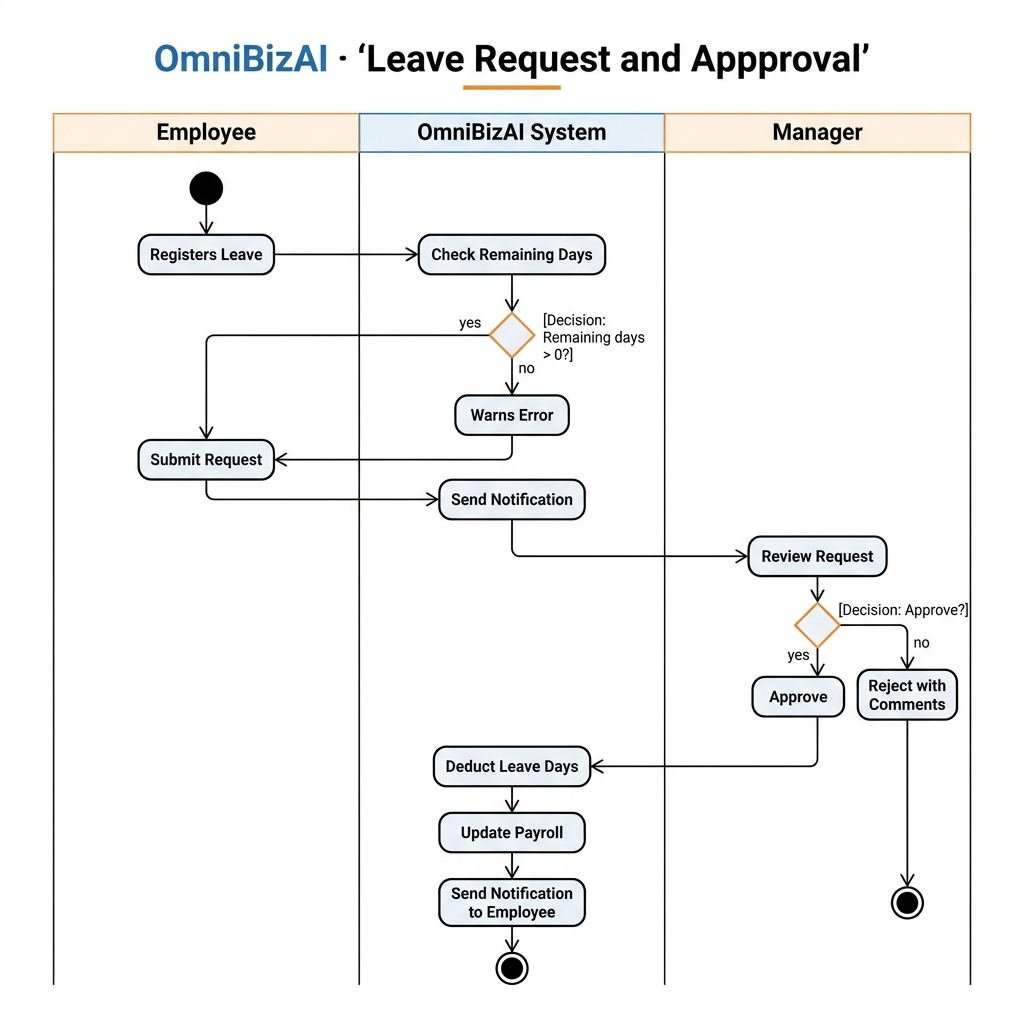 OmniBizAI · ‘Leave Request and Appproval’
Employee
OmniBizAI System
Manager
Registers Leave
Check Remaining Days
yes
[Decision:
Remaining days
> 0?]
no
Warns Error
Submit Request
Send Notification
Review Request
[Decision: Approve?]
no
yes
Approve
Reject with
Comments
Deduct Leave Days
Update Payroll
Send Notification
to Employee